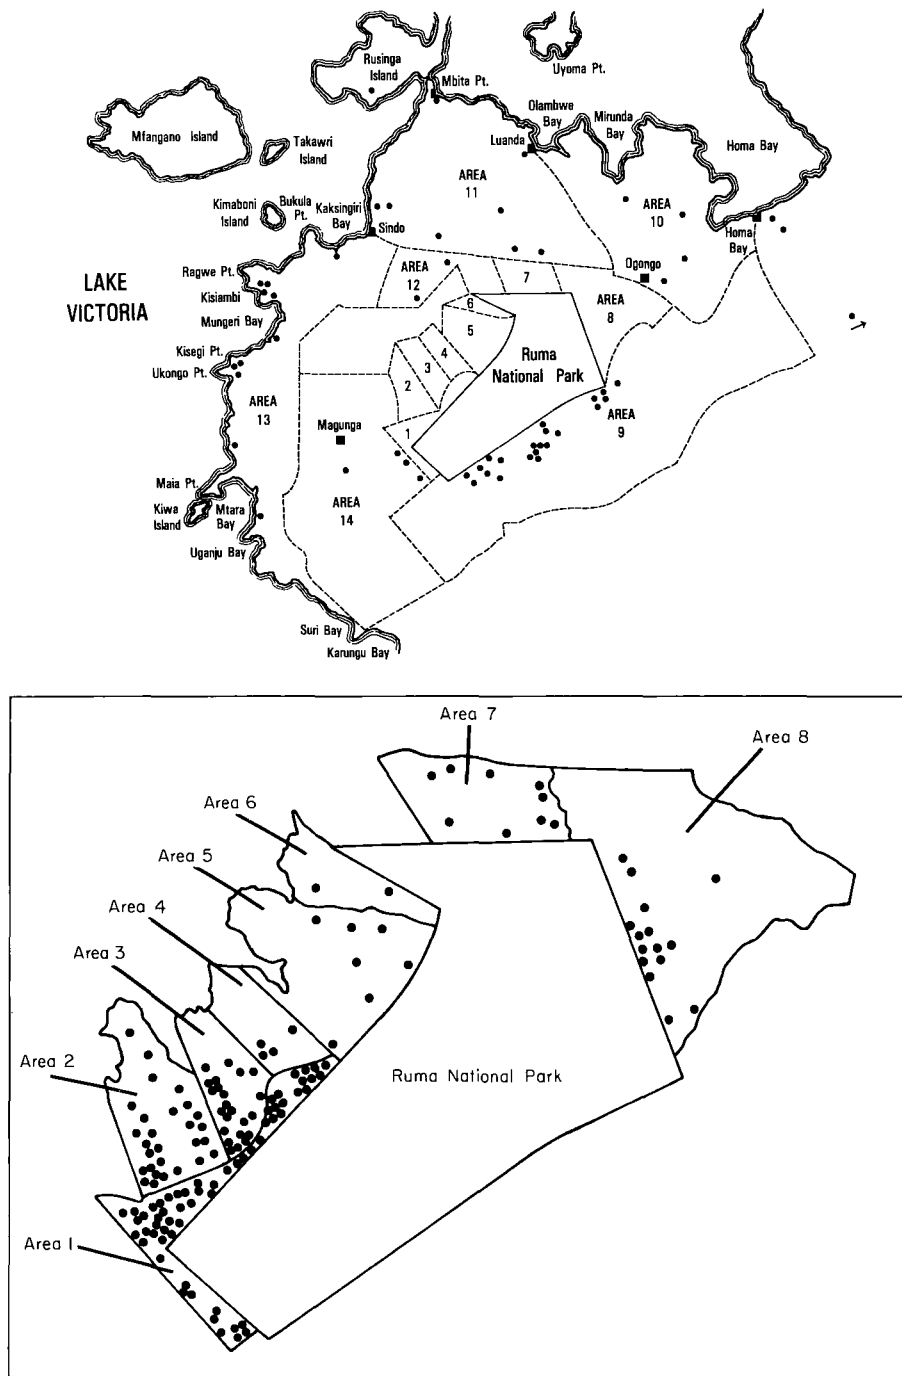 Rusinga
Island
Mbita Pt.
Uyoma Pt.
Mfangano Island
Takawri
Island
Olambwe
Bay
Mirunda
Bay
Luanda
Homa Bay
AREA
11
AREA
10
Kimaboni
Island
Bukula
Pt.
Kaksingiri
Bay
Sindo
Homa
Bay
Ragwe Pt.
Kisiambi
Mungeri Bay
LAKE
VICTORIA
AREA
12
Ogongo
7
AREA
8
6
5
4
3
2
1
Ruma
National Park
Kisegi Pt.
Ukongo Pt.
AREA
13
Magunga
AREA
9
Maia Pt.
Kiwa
Island
Mtara
Bay
AREA
14
Uganju Bay
Suri Bay
Karungu Bay
Area 7
Area 8
Area 6
Area 5
Area 4
Area 3
Area 2
Ruma National Park
Area 1